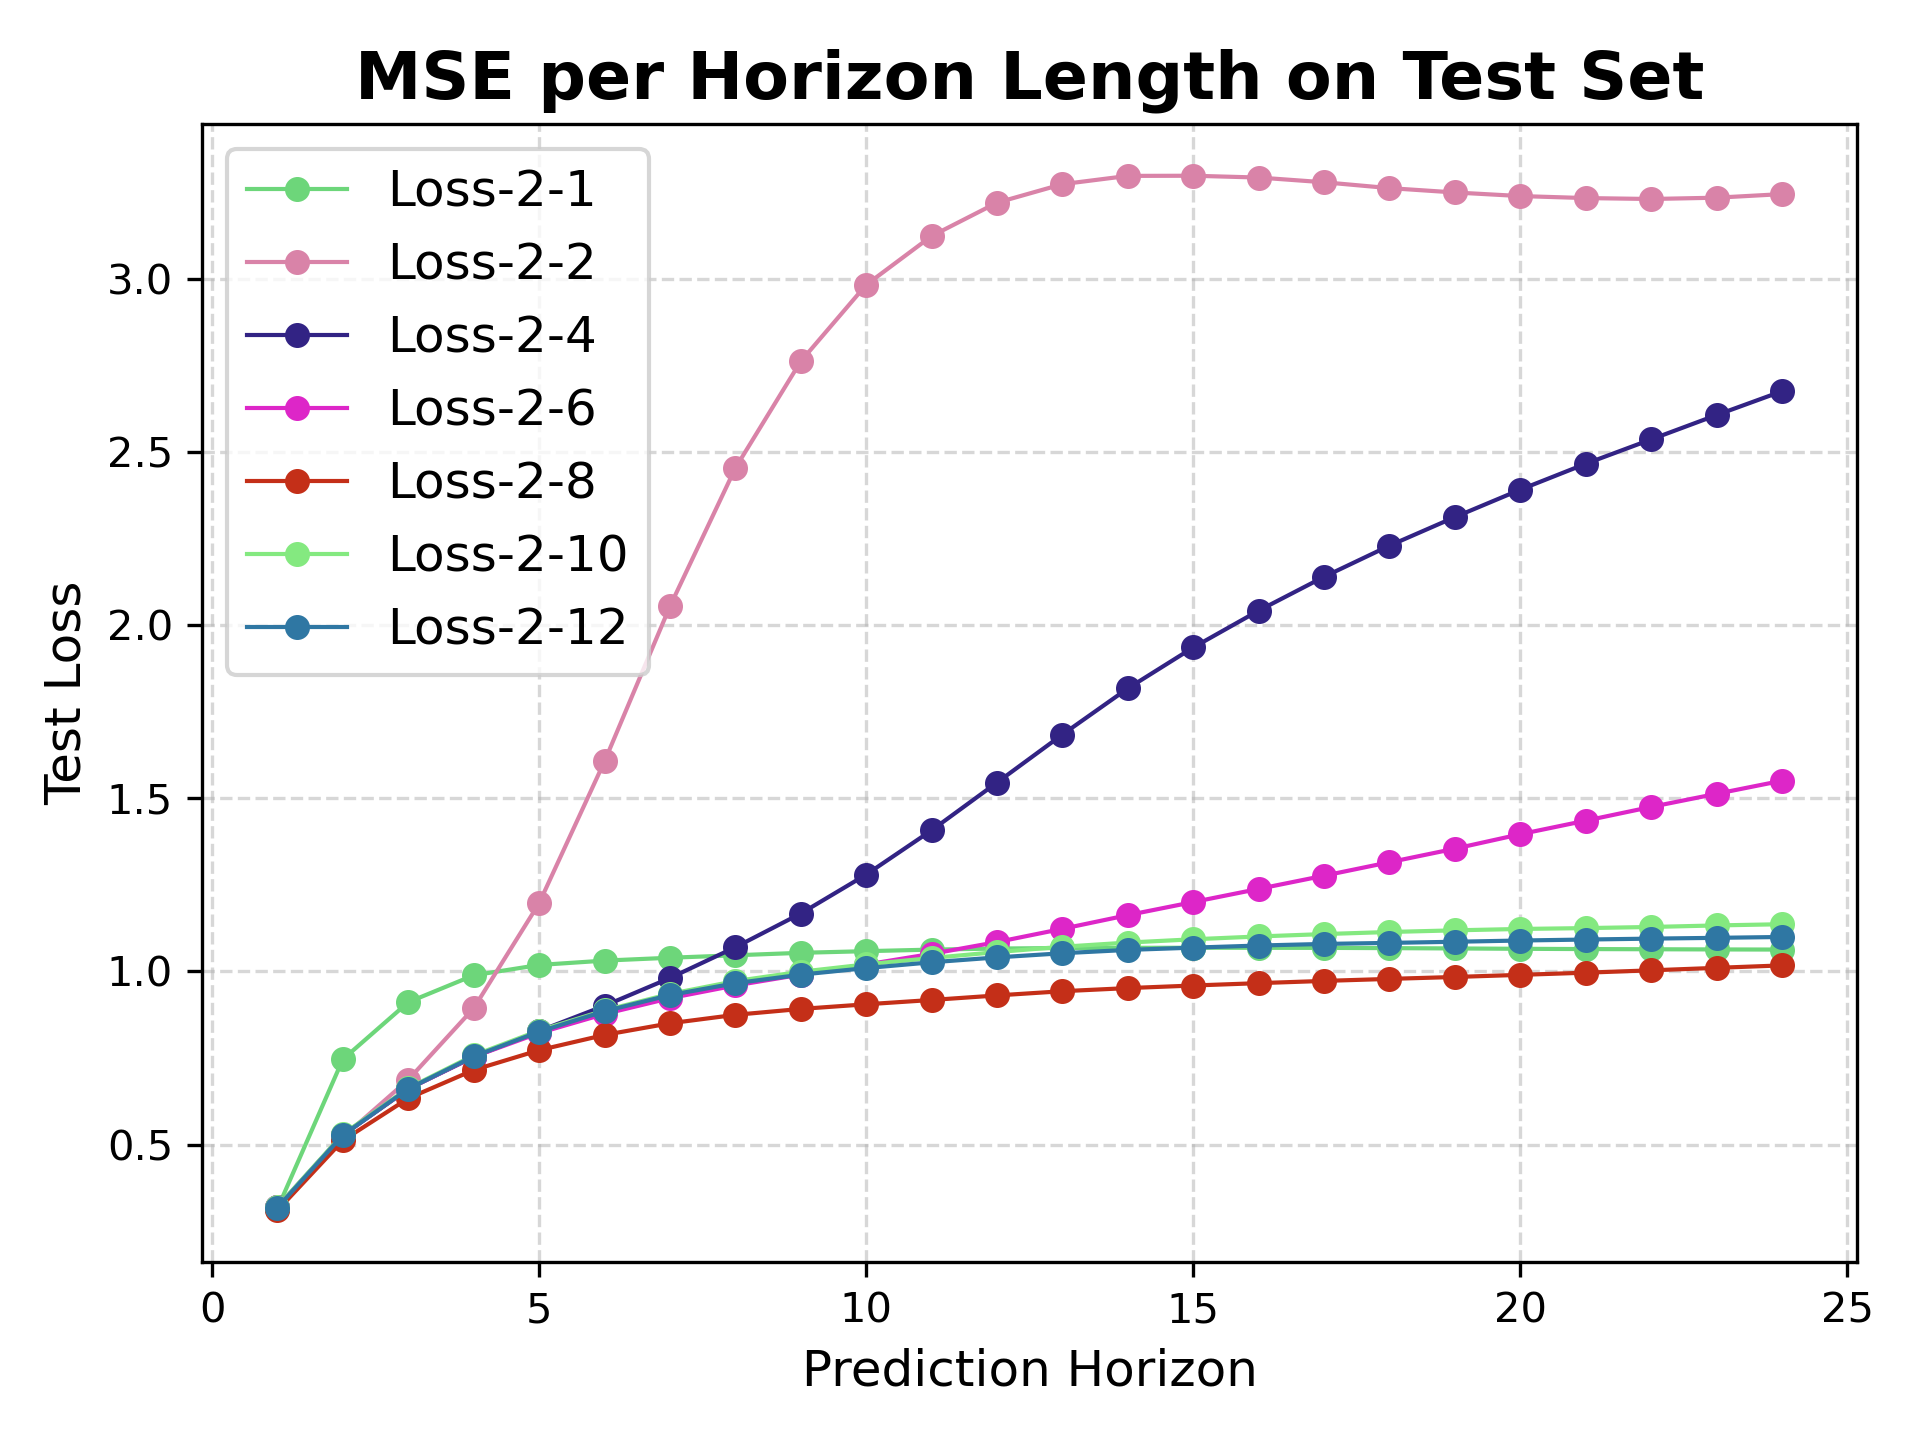 MSE per Horizon Length on Test Set
Loss-2-1
Loss-2-2
Loss-2-4
Loss-2-6
Loss-2-8
Loss-2-10
Loss-2-12
Test Loss
3.0
2.5
2.0
1.5
1.0
0.5
0 5 10 15 20 25
Prediction Horizon